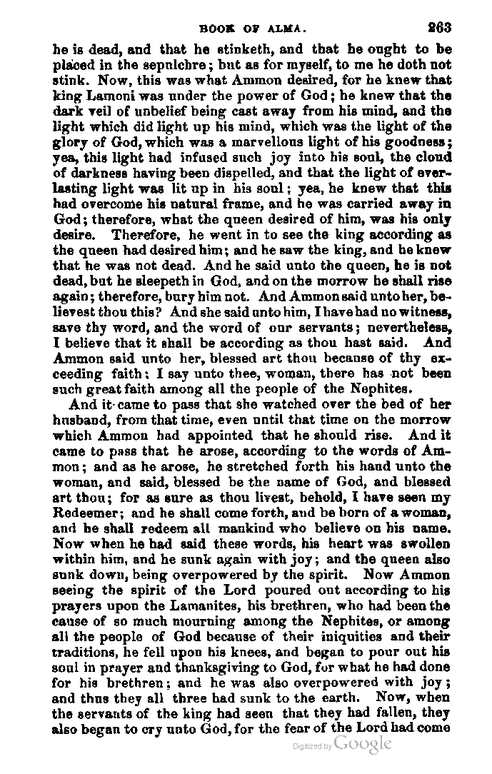 BOOK OF ALMA. 263
he is dead, and that he stinketh, and that he ought to be
placed in the sepulchre; but as for myself, to me he doth not
stink. Now, this was what Ammon desired, for he knew that
king Lamoni was under the power of God; he knew that the
dark veil of unbelief being cast away from his mind, and the
light which did light up his mind, which was the light of the
glory of God, which was a marvellous light of his goodness;
yea, this light had infused such joy into his soul, the cloud
of darkness having been dispelled, and that the light of ever-
lasting light was lit up in his soul; yea, he knew that this
had overcome his natural frame, and he was carried away in
God; therefore, what the queen desired of him, was his only
desire. Therefore, he went in to see the king according as
the queen had desired him; and he saw the king, and he knew
that he was not dead. And he said unto the queen, he is not
dead, but he sleepeth in God, and on the morrow he shall rise
again; therefore, bury him not. And Ammon said unto her, be-
lievest thou this? And she said unto him, I have had no witness,
save thy word, and the word of our servants; nevertheless,
I believe that it shall be according as thou hast said. And
Ammon said unto her, blessed art thou because of thy ex-
ceeding faith; I say unto thee, woman, there has not been
such great faith among all the people of the Nephites.
And it came to pass that she watched over the bed of her
husband, from that time, even until that time on the morrow
which Ammon had appointed that he should rise. And it
came to pass that he arose, according to the words of Am-
mon; and as he arose, he stretched forth his hand unto the
woman, and said, blessed be the name of God, and blessed
art thou; for as sure as thou livest, behold, I have seen my
Redeemer; and he shall come forth, and be born of a woman,
and he shall redeem all mankind who believe on his name.
Now when he had said these words, his heart was swollen
within him, and he sunk again with joy; and the queen also
sunk down, being overpowered by the spirit. Now Ammon
seeing the spirit of the Lord poured out according to his
prayers upon the Lamanites, his brethren, who had been the
cause of so much mourning among the Nephites, or among
all the people of God because of their iniquities and their
traditions, he fell upon his knees, and began to pour out his
soul in prayer and thanksgiving to God, for what he had done
for his brethren; and he was also overpowered with joy;
and thus they all three had sunk to the earth. Now, when
the servants of the king had seen that they had fallen, they
also began to cry unto God, for the fear of the Lord had come
Digitized by Google